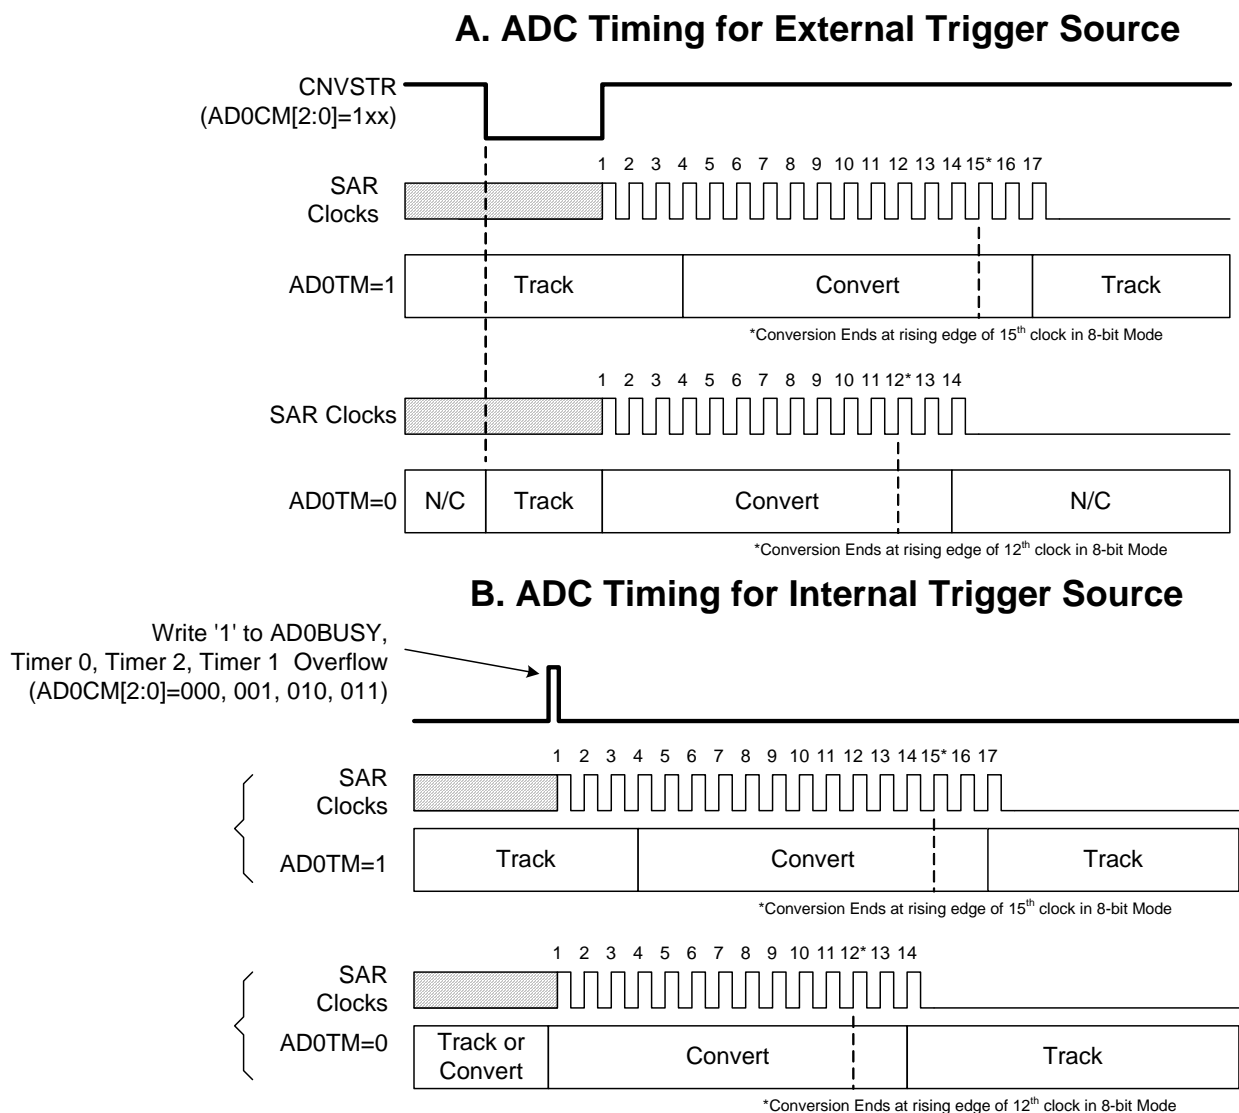 A. ADC Timing for External Trigger Source
CNVSTR
(AD0CM[2:0]=1xx)
1 2 3 4 5 6 7 8 9 10 11 12 13 14 15* 16 17
SAR
Clocks
AD0TM=1
Track Convert Track
*Conversion Ends at rising edge of 15th clock in 8-bit Mode
1 2 3 4 5 6 7 8 9 10 11 12* 13 14
SAR Clocks
AD0TM=0
N/C Track Convert N/C
*Conversion Ends at rising edge of 12th clock in 8-bit Mode
B. ADC Timing for Internal Trigger Source
Write '1' to AD0BUSY,
Timer 0, Timer 2, Timer 1 Overflow
(AD0CM[2:0]=000, 001, 010, 011)
1 2 3 4 5 6 7 8 9 10 11 12 13 14 15* 16 17
SAR
Clocks
AD0TM=1
Track Convert Track
*Conversion Ends at rising edge of 15th clock in 8-bit Mode
1 2 3 4 5 6 7 8 9 10 11 12* 13 14
SAR
Clocks
AD0TM=0
Track or
Convert
Convert Track
*Conversion Ends at rising edge of 12th clock in 8-bit Mode